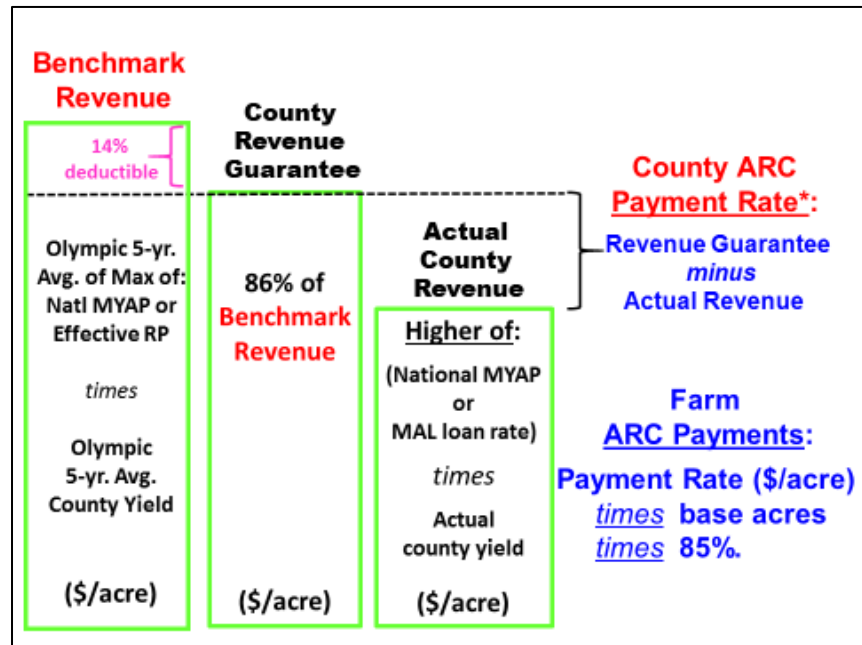 Benchmark
Revenue
14%
deductible
Olympic 5-yr.
Avg. of Max of:
Natl MYAP or
Effective RP
times
Olympic
5-yr. Avg.
County Yield
($/acre)
County
Revenue
Guarantee
86% of
Benchmark
Revenue
($/acre)
Actual
County
Revenue
Higher of:
(National MYAP
or
MAL loan rate)
times
Actual
county yield
($/acre)
County ARC
Payment Rate*:
Revenue Guarantee
minus
Actual Revenue
Farm
ARC Payments:
Payment Rate ($/acre)
times base acres
times 85%.